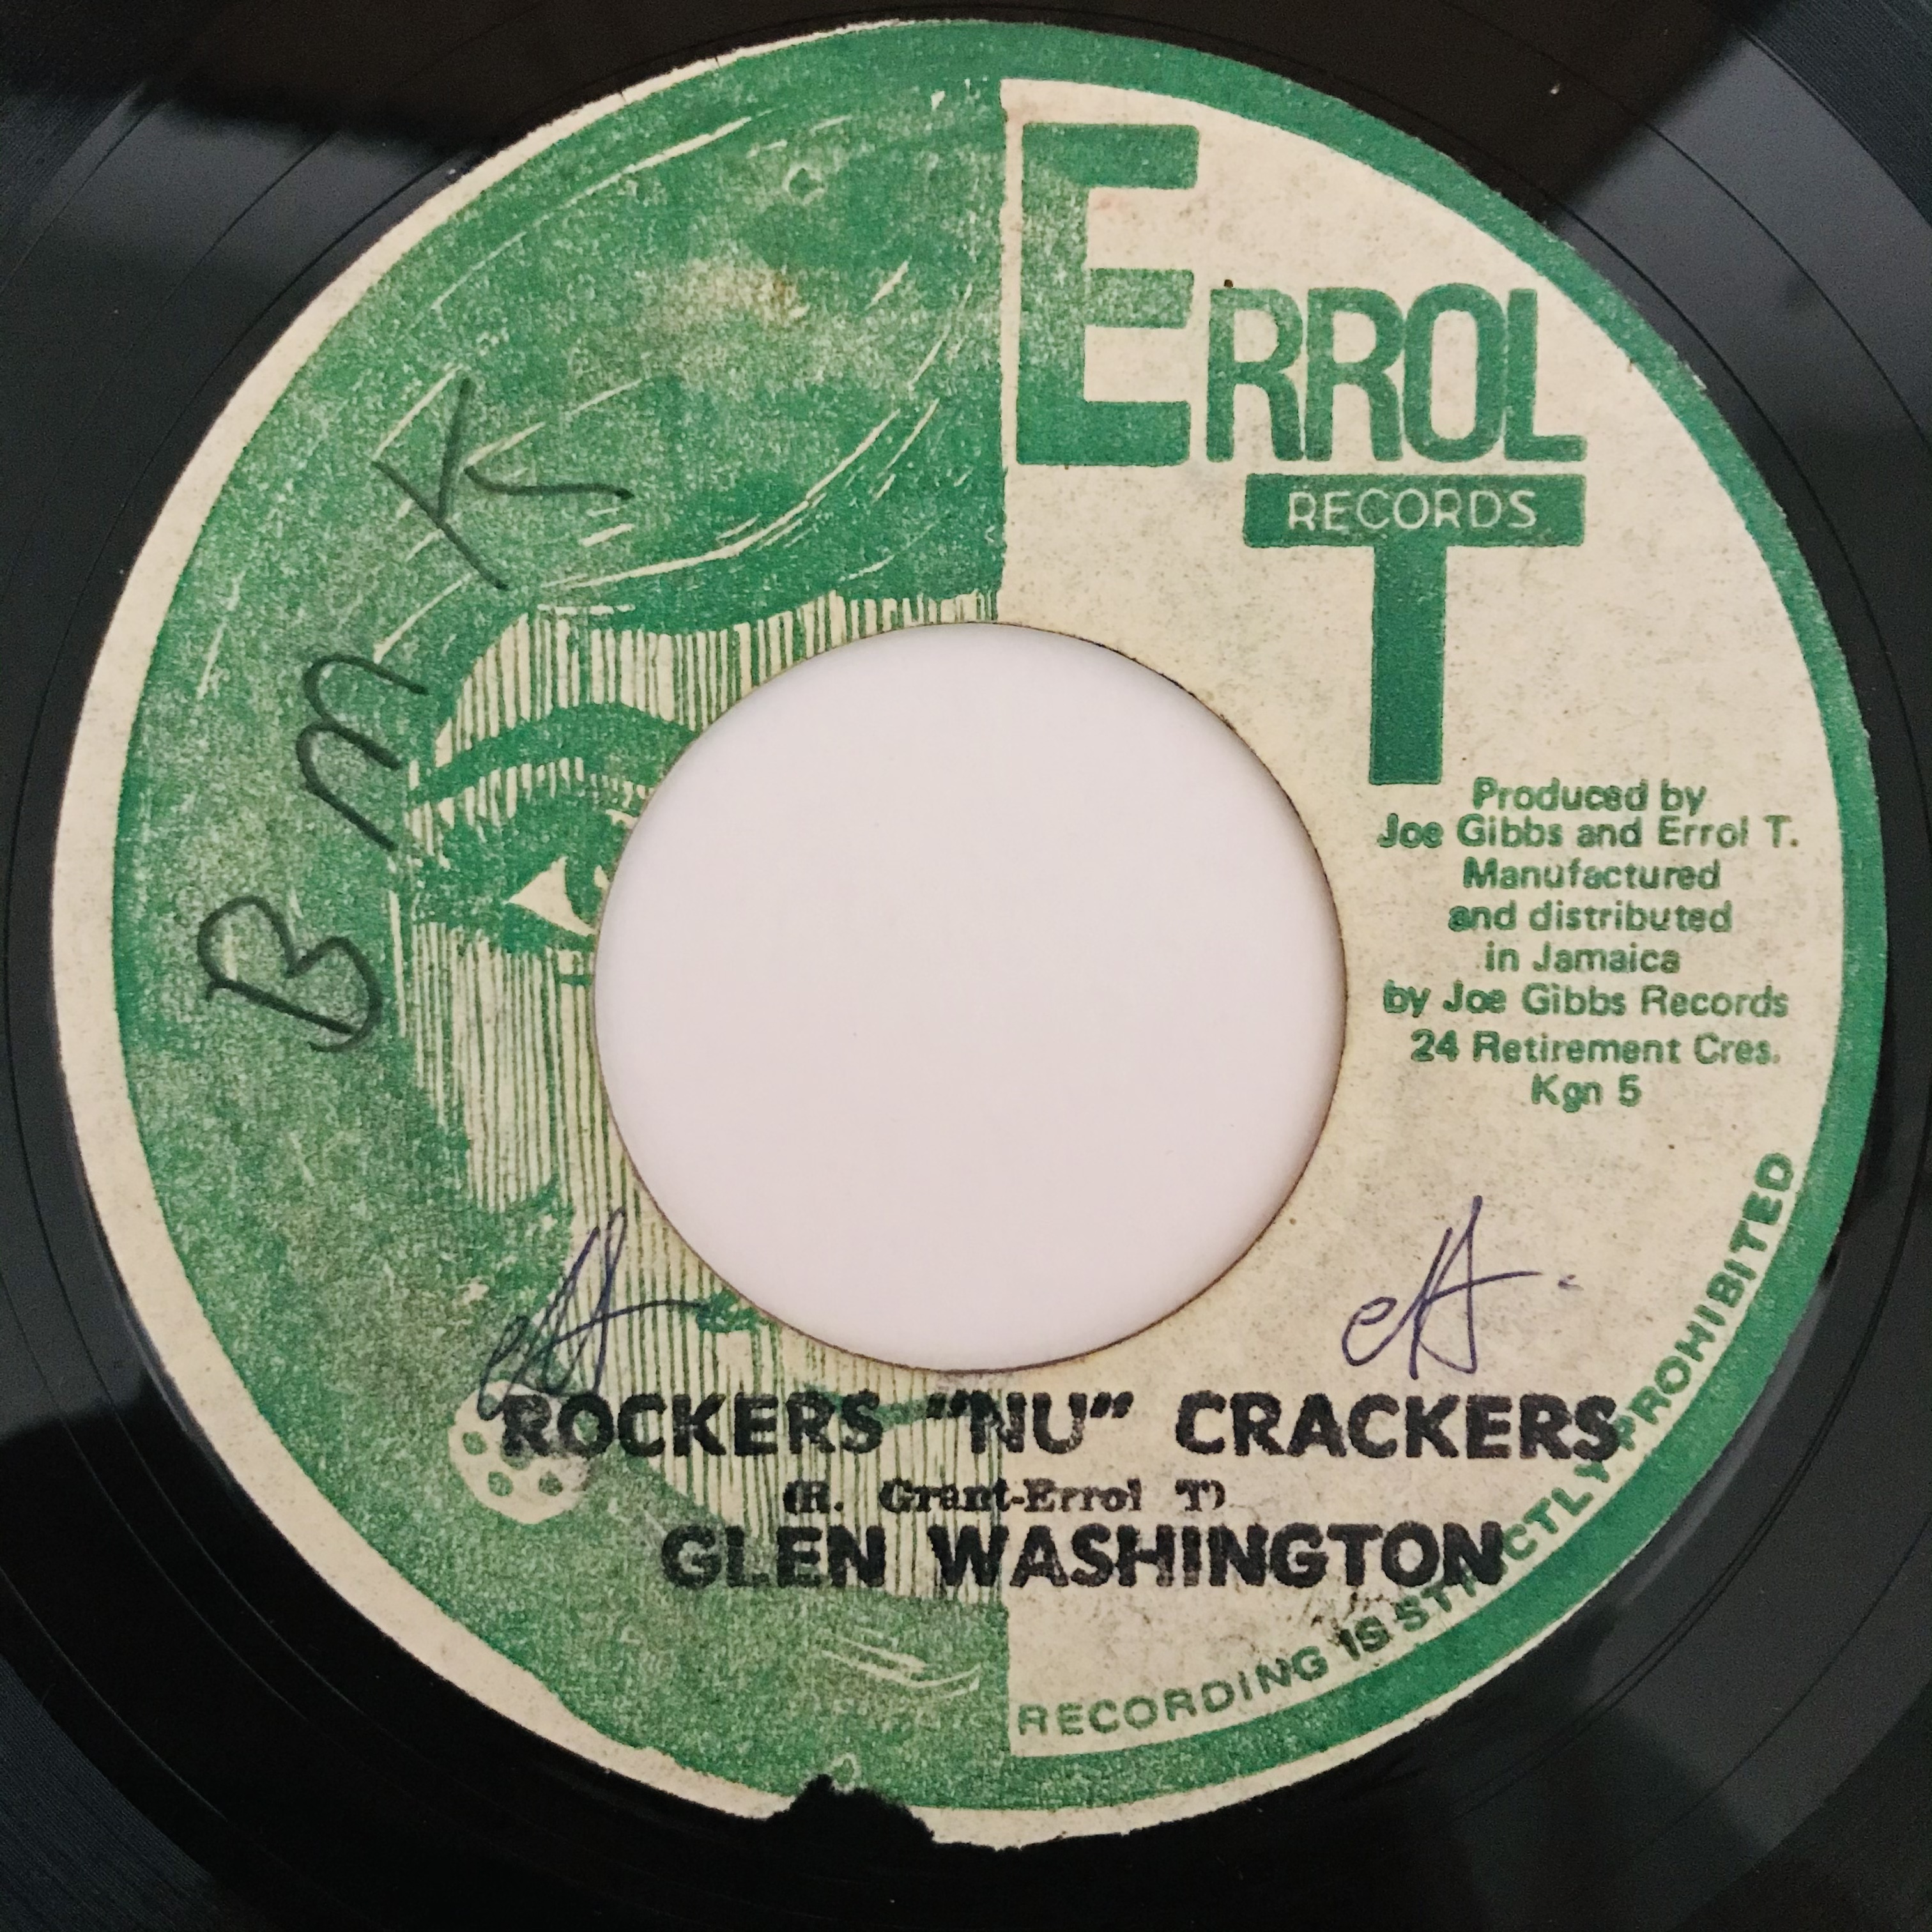 ERROL
RECORDS
T
Produced by
Joe Gibbs and Errol T.
Manufactured
and distributed
in Jamaica
by Joe Gibbs Records
24 Retirement Cres.
Kgn 5
B M K
ROCKERS "NU" CRACKERS
(R. Grant-Errol T)
GLEN WASHINGTON
RECORDING IS STRICTLY PROHIBITED